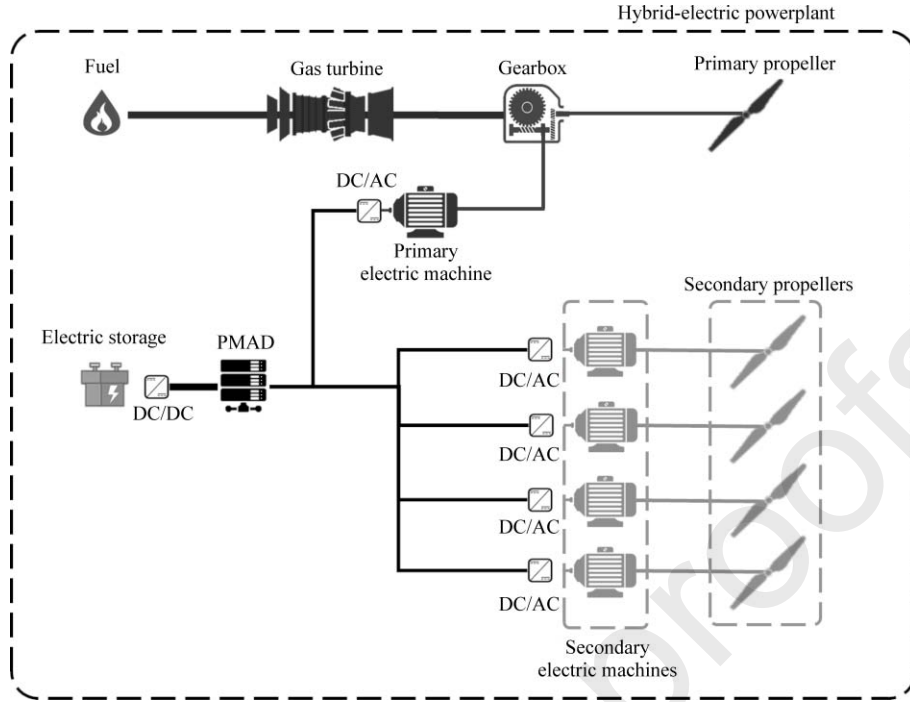 Hybrid-electric powerplant
Fuel
Gas turbine
Gearbox
Primary propeller
DC/AC
Primary
electric machine
Secondary propellers
Electric storage
PMAD
DC/DC
DC/AC
DC/AC
DC/AC
DC/AC
Secondary
electric machines
proofs